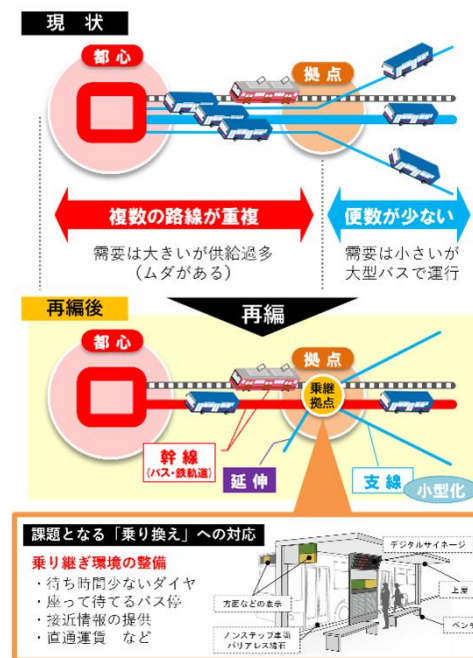 現状
都心
拠点
複数の路線が重複
便数が少ない
需要は大きいが供給過多
（ムダがある）
需要は小さいが
大型バスで運行
再編後
再編
都心
拠点
乗継
拠点
幹線
(バス・鉄軌道)
延伸
支線
小型化
課題となる「乗り換え」への対応
乗り継ぎ環境の整備
・待ち時間少ないダイヤ
・座って待てるバス停
・接近情報の提供
・直通運賃 など
デジタルサイネージ
方面などの表示
上屋
ノンステップ車両
バリアレス縁石
ベンチ